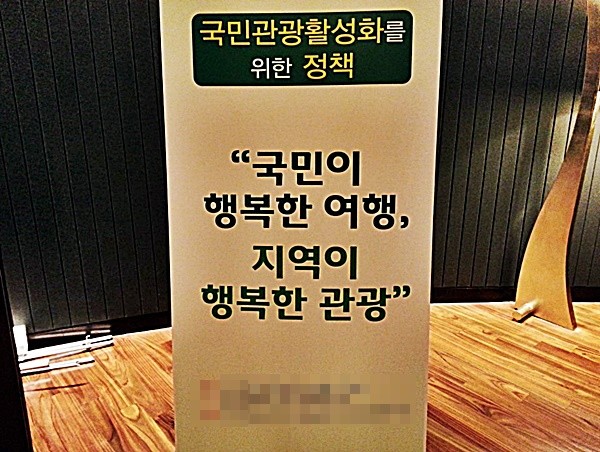 국민관광활성화를
위한 정책
“국민이
행복한 여행,
지역이
행복한 관광”